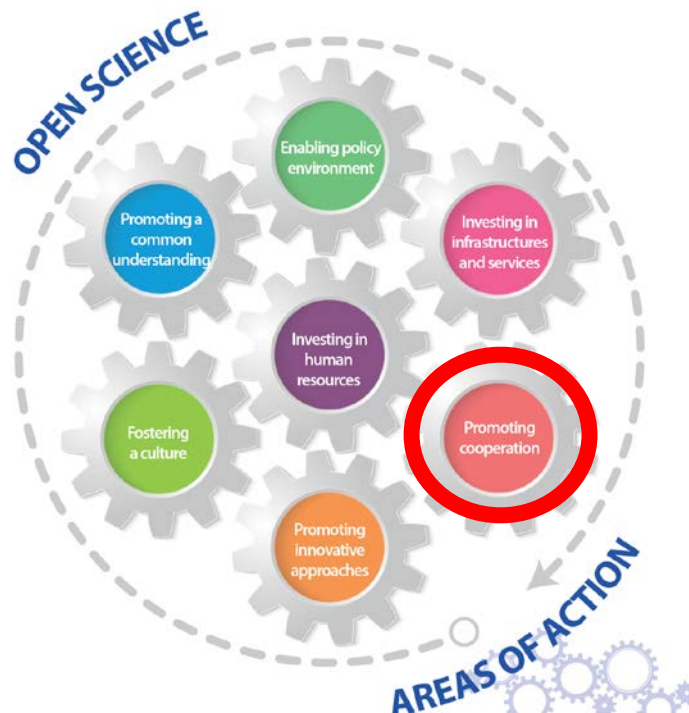 OPEN SCIENCE
Enabling policy
environment
Promoting a
common
understanding
Investing in
infrastructures
and services
Investing in
human
resources
Fostering
a culture
Promoting
cooperation
Promoting
innovative
approaches
AREAS OF ACTION